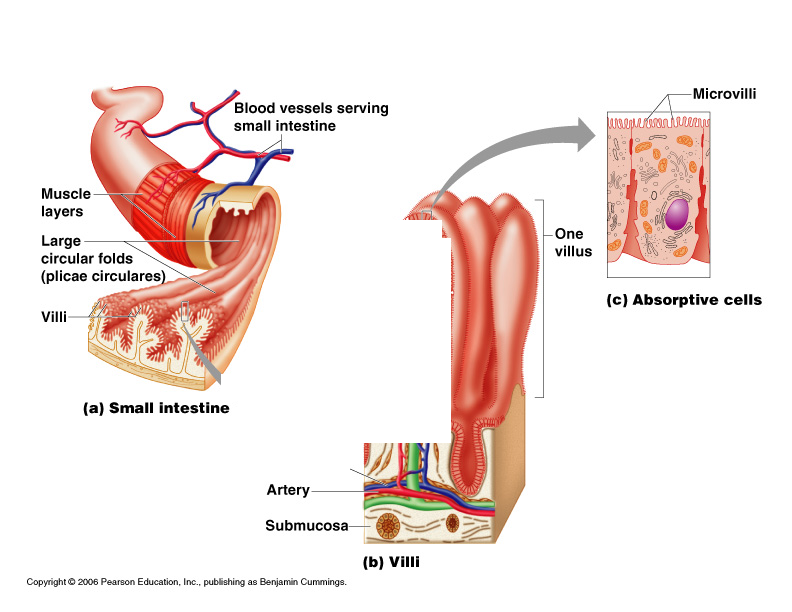 Blood vessels serving
small intestine
Muscle
layers
Large
circular folds
(plicae circulares)
Villi
(a) Small intestine
Microvilli
One
villus
(c) Absorptive cells
Artery
Submucosa
(b) Villi
Copyright © 2006 Pearson Education, Inc., publishing as Benjamin Cummings.